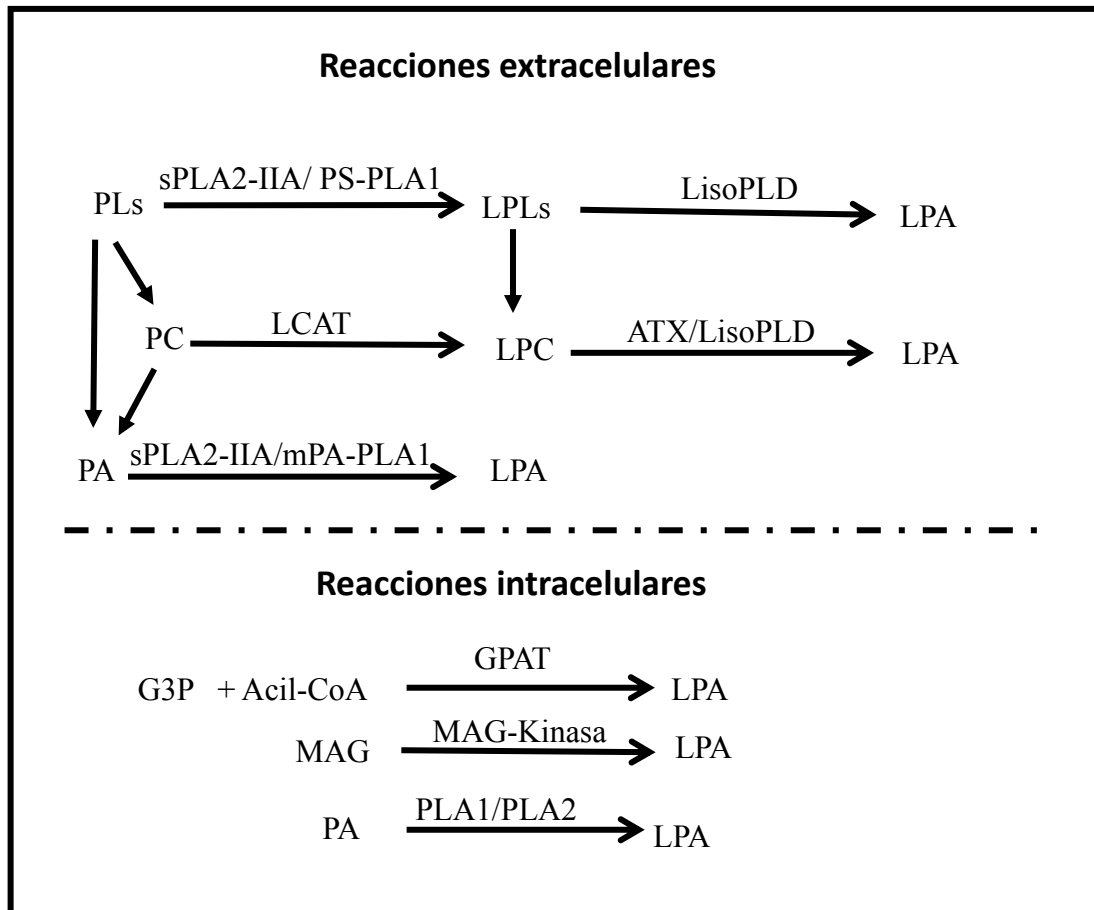 Reacciones extracelulares
sPLA2-IIA/ PS-PLA1
LisoPLD
PLs
LPLs
LPA
LCAT
ATX/LisoPLD
PC
LPC
LPA
sPLA2-IIA/mPA-PLA1
PA
LPA
Reacciones intracelulares
GPAT
G3P + Acil-CoA
LPA
MAG-Kinasa
MAG
LPA
PLA1/PLA2
PA
LPA